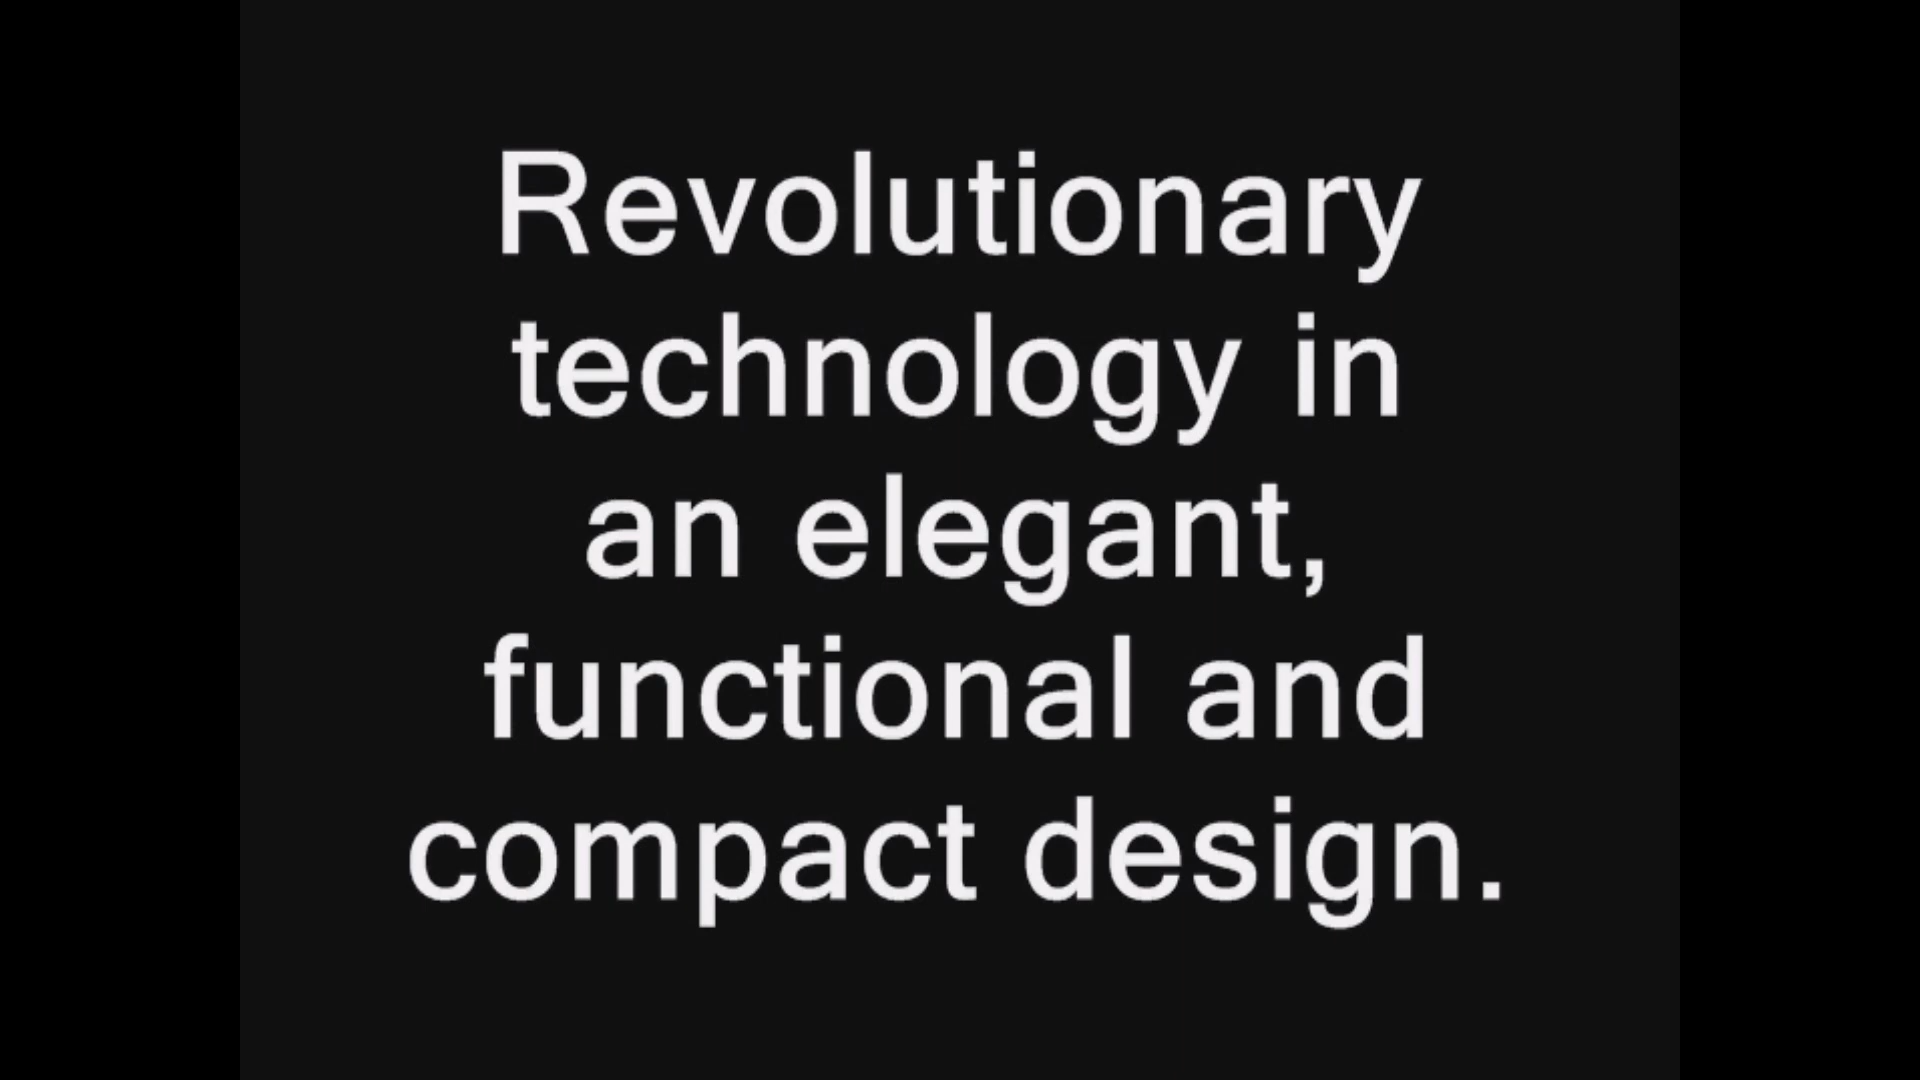 Revolutionary
technology in
an elegant,
functional and
compact design.